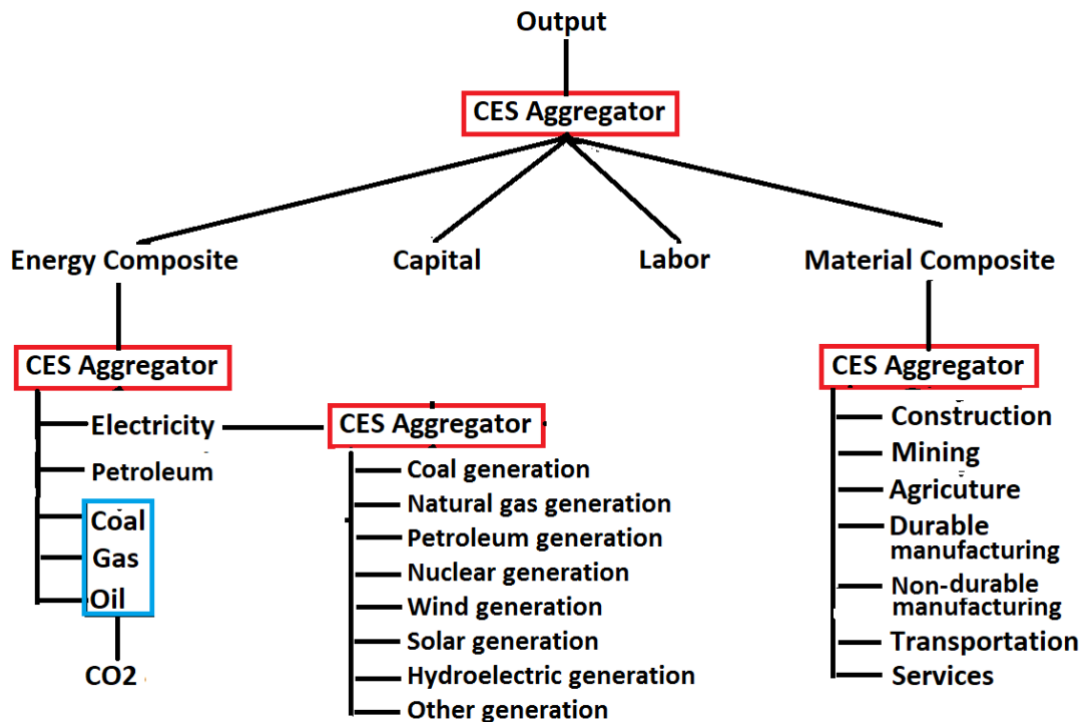 Output
CES Aggregator
Energy Composite
Capital
Labor
Material Composite
CES Aggregator
Electricity
Petroleum
Coal
Gas
Oil
CO2
CES Aggregator
Coal generation
Natural gas generation
Petroleum generation
Nuclear generation
Wind generation
Solar generation
Hydroelectric generation
Other generation
CES Aggregator
Construction
Mining
Agricuture
Durable
manufacturing
Non-durable
manufacturing
Transportation
Services